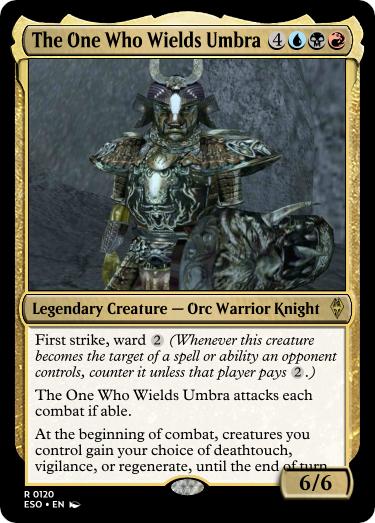 The One Who Wields Umbra 4
Legendary Creature — Orc Warrior Knight
First strike, ward 2 (Whenever this creature
becomes the target of a spell or ability an opponent
controls, counter it unless that player pays 2.)
The One Who Wields Umbra attacks each
combat if able.
At the beginning of combat, creatures you
control gain your choice of deathtouch,
vigilance, or regenerate, until the end of turn
6/6
R 0120
ESO • EN